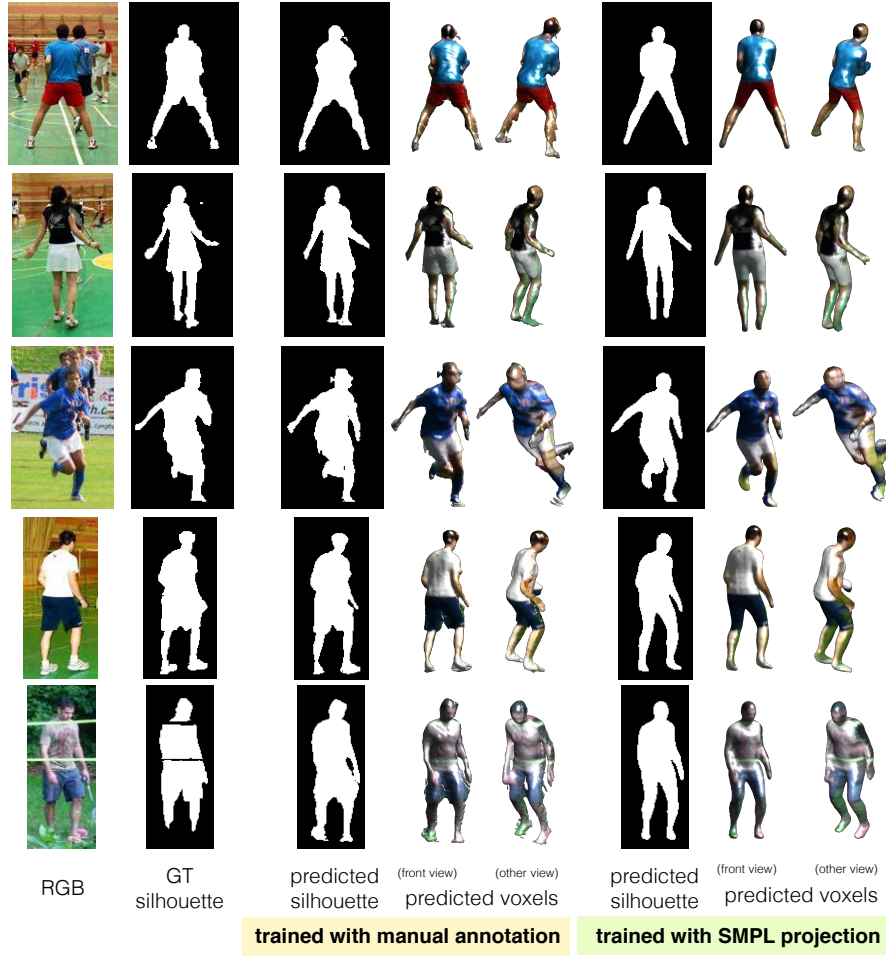 RGB
GT
silhouette
predicted
silhouette
(front view)
(other view)
predicted voxels
predicted
silhouette
(front view)
(other view)
predicted voxels
trained with manual annotation
trained with SMPL projection